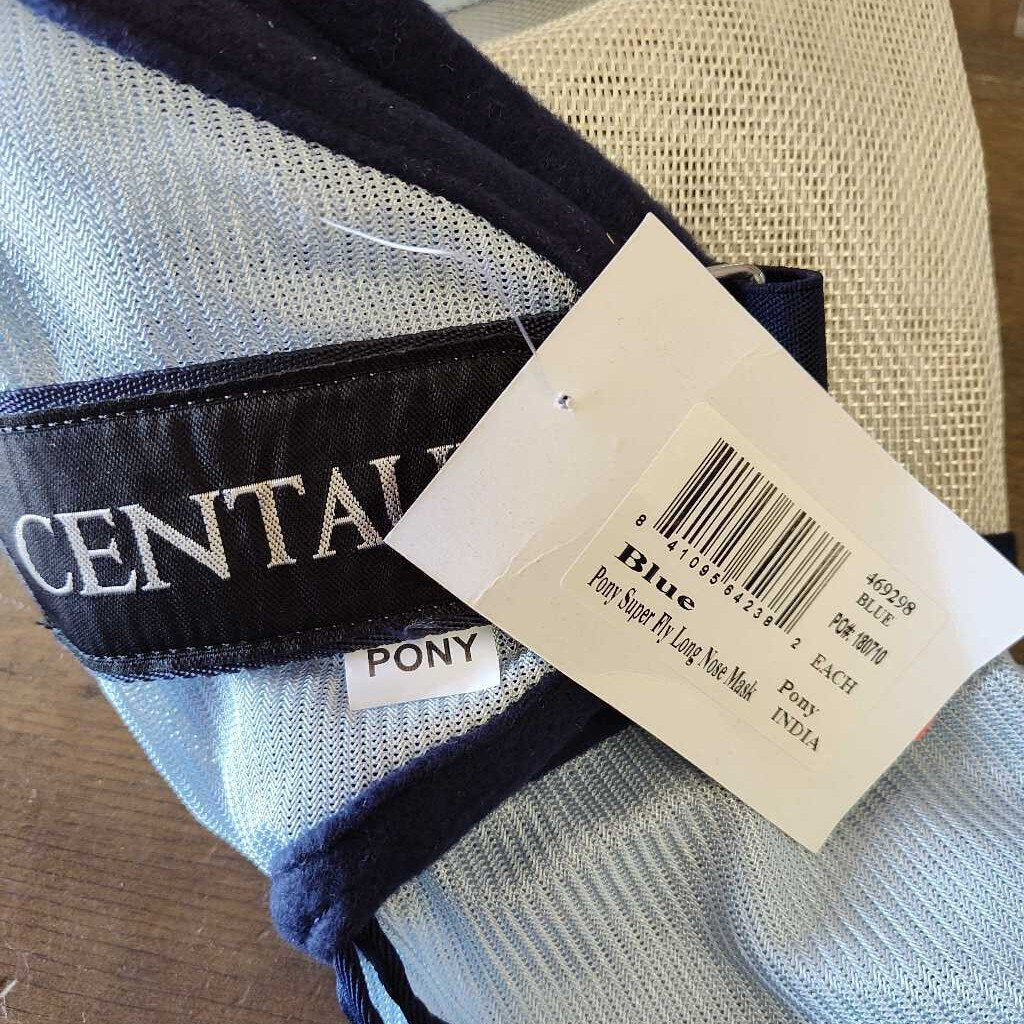 CENTAU
PONY
8 41095 64238 2
Blue
Pony Super Fly Long Nose Mask
469298
BLUE
PO#: 180710
EACH
Pony
INDIA